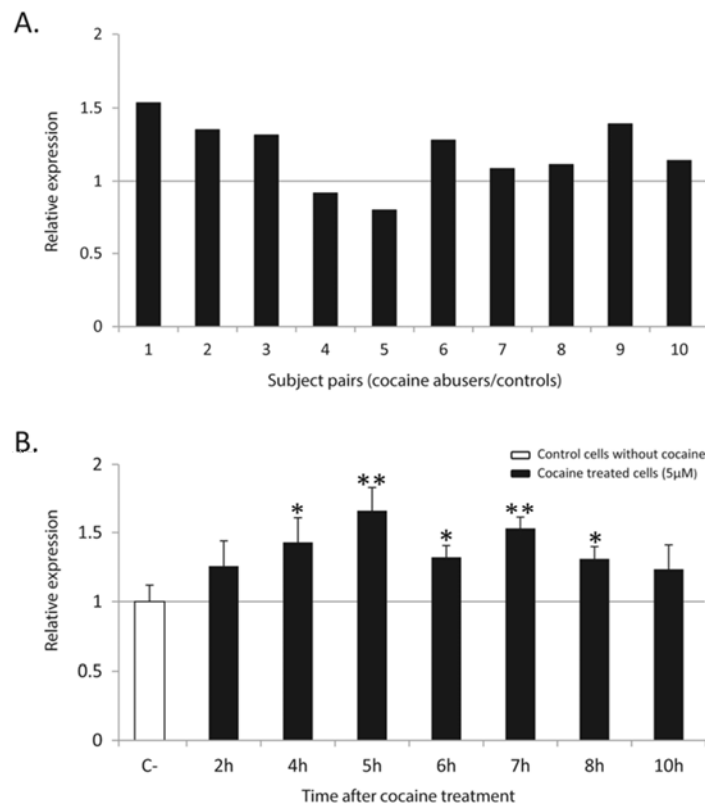 A.
2
1.5
1
0.5
0
Relative expression
1 2 3 4 5 6 7 8 9 10
Subject pairs (cocaine abusers/controls)
B.
Control cells without cocaine
Cocaine treated cells (5µM)
2
1.5
1
0.5
0
Relative expression
* ** * ** *
C- 2h 4h 5h 6h 7h 8h 10h
Time after cocaine treatment